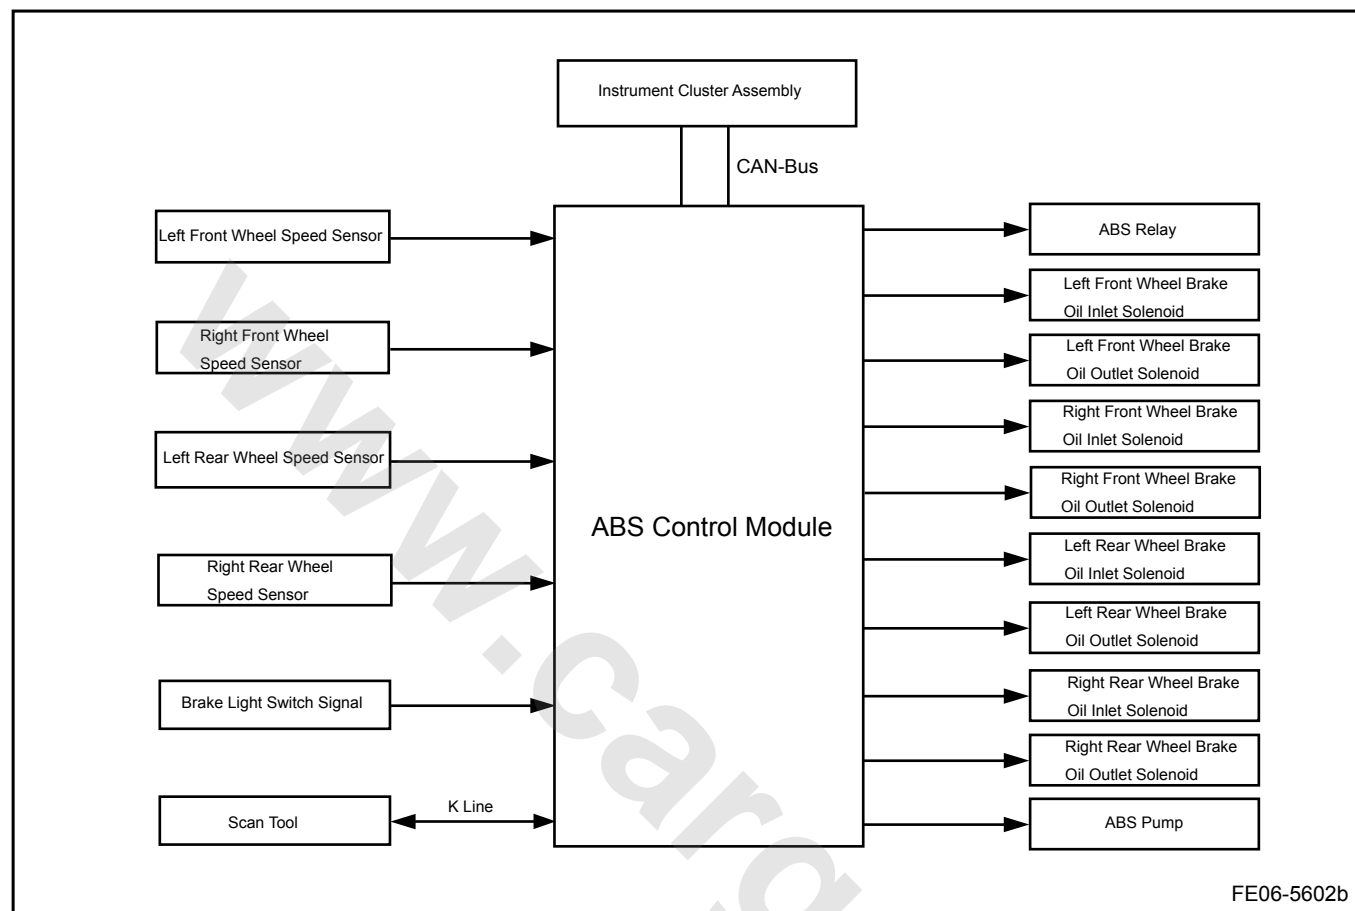 Instrument Cluster Assembly
CAN-Bus
Left Front Wheel Speed Sensor
Right Front Wheel
Speed Sensor
Left Rear Wheel Speed Sensor
Right Rear Wheel
Speed Sensor
Brake Light Switch Signal
Scan Tool
K Line
ABS Control Module
ABS Relay
Left Front Wheel Brake
Oil Inlet Solenoid
Left Front Wheel Brake
Oil Outlet Solenoid
Right Front Wheel Brake
Oil Inlet Solenoid
Right Front Wheel Brake
Oil Outlet Solenoid
Left Rear Wheel Brake
Oil Inlet Solenoid
Left Rear Wheel Brake
Oil Outlet Solenoid
Right Rear Wheel Brake
Oil Inlet Solenoid
Right Rear Wheel Brake
Oil Outlet Solenoid
ABS Pump
FE06-5602b
www.carg